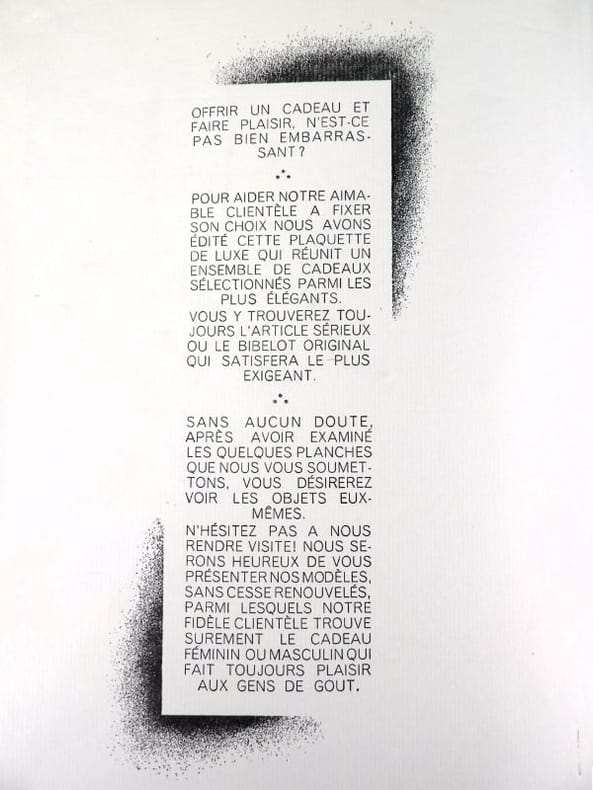 OFFRIR UN CADEAU ET
FAIRE PLAISIR, N'EST-CE
PAS BIEN EMBARRAS-
SANT?
POUR AIDER NOTRE AIMA-
BLE CLIENTÈLE A FIXER
SON CHOIX NOUS AVONS
ÉDITÉ CETTE PLAQUETTE
DE LUXE QUI RÉUNIT UN
ENSEMBLE DE CADEAUX
SÉLECTIONNÉS PARMI LES
PLUS ÉLÉGANTS.
VOUS Y TROUVEREZ TOU-
JOURS L'ARTICLE SÉRIEUX
OU LE BIBELOT ORIGINAL
QUI SATISFERA LE PLUS
EXIGEANT.
SANS AUCUN DOUTE,
APRÈS AVOIR EXAMINÉ
LES QUELQUES PLANCHES
QUE NOUS VOUS SOUMET-
TONS, VOUS DÉSIREREZ
VOIR LES OBJETS EUX-
MÊMES.
N'HÉSITEZ PAS A NOUS
RENDRE VISITE! NOUS SE-
RONS HEUREUX DE VOUS
PRÉSENTER NOS MODÈLES,
SANS CESSE RENOUVELÉS,
PARMI LESQUELS NOTRE
FIDÈLE CLIENTÈLE TROUVE
SUREMENT LE CADEAU
FÉMININ OU MASCULIN QUI
FAIT TOUJOURS PLAISIR
AUX GENS DE GOUT.